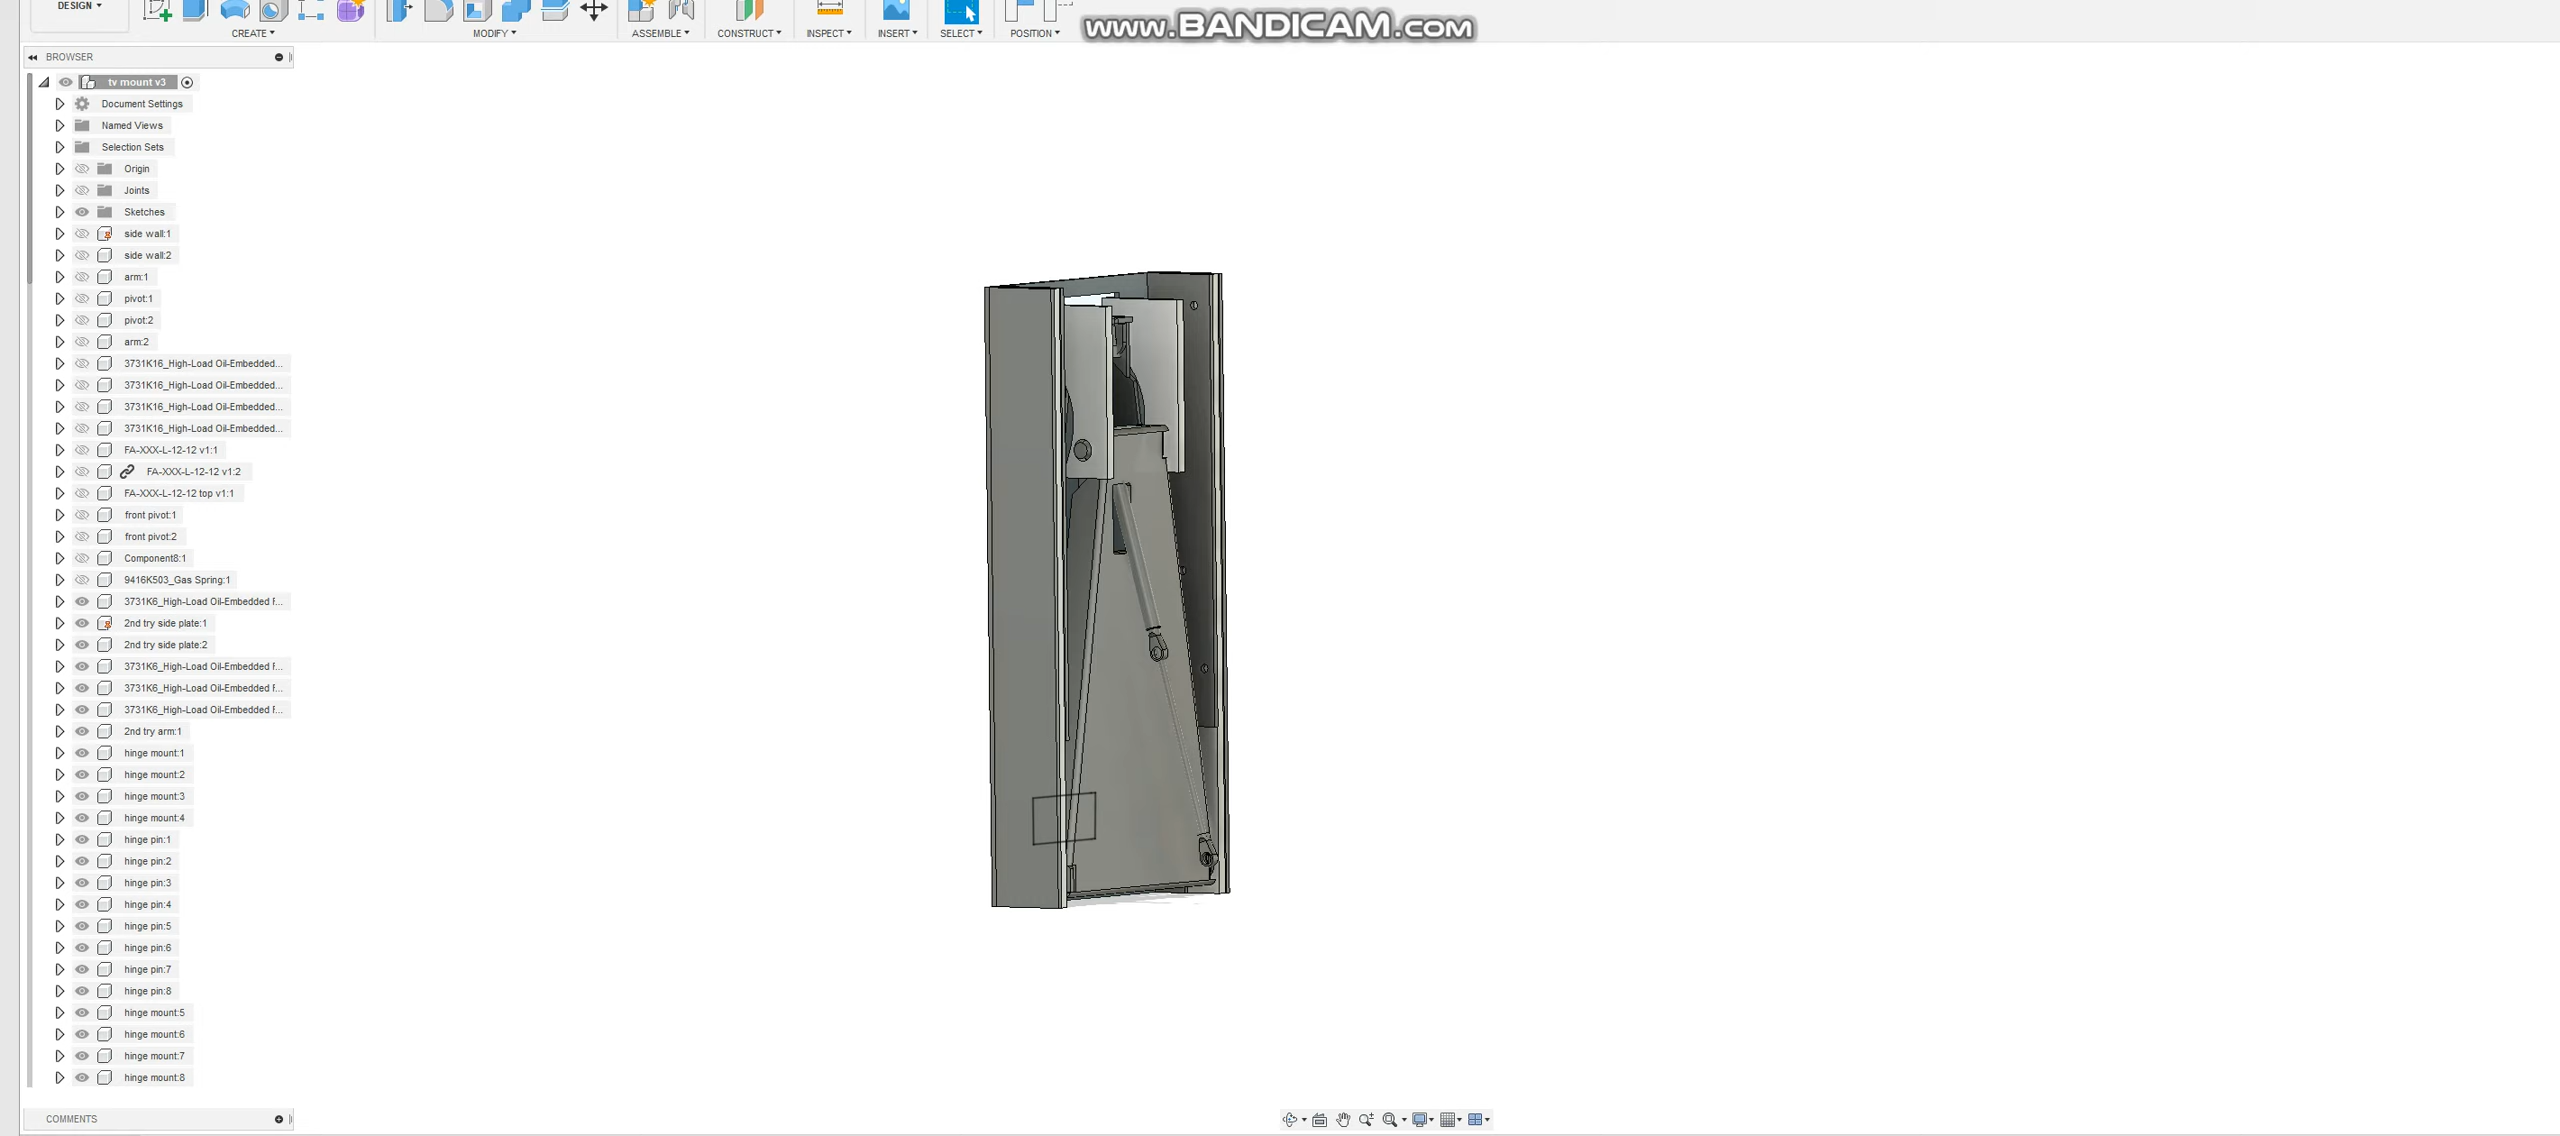 DESIGN
CREATE
MODIFY
ASSEMBLE
CONSTRUCT
INSPECT
INSERT
SELECT
POSITION
www.BANDICAM.com
BROWSER
tv mount v3
Document Settings
Named Views
Selection Sets
Origin
Joints
Sketches
side wall:1
side wall:2
arm:1
pivot:1
pivot:2
arm:2
3731K16_High-Load Oil-Embedded...
3731K16_High-Load Oil-Embedded...
3731K16_High-Load Oil-Embedded...
3731K16_High-Load Oil-Embedded...
FA-XXX-L-12-12 v1:1
FA-XXX-L-12-12 v1:2
FA-XXX-L-12-12 top v1:1
front pivot:1
front pivot:2
Component8:1
9416K503_Gas Spring:1
3731K6_High-Load Oil-Embedded F...
2nd try side plate:1
2nd try side plate:2
3731K6_High-Load Oil-Embedded F...
3731K6_High-Load Oil-Embedded F...
3731K6_High-Load Oil-Embedded F...
2nd try arm:1
hinge mount:1
hinge mount:2
hinge mount:3
hinge mount:4
hinge pin:1
hinge pin:2
hinge pin:3
hinge pin:4
hinge pin:5
hinge pin:6
hinge pin:7
hinge pin:8
hinge mount:5
hinge mount:6
hinge mount:7
hinge mount:8
COMMENTS